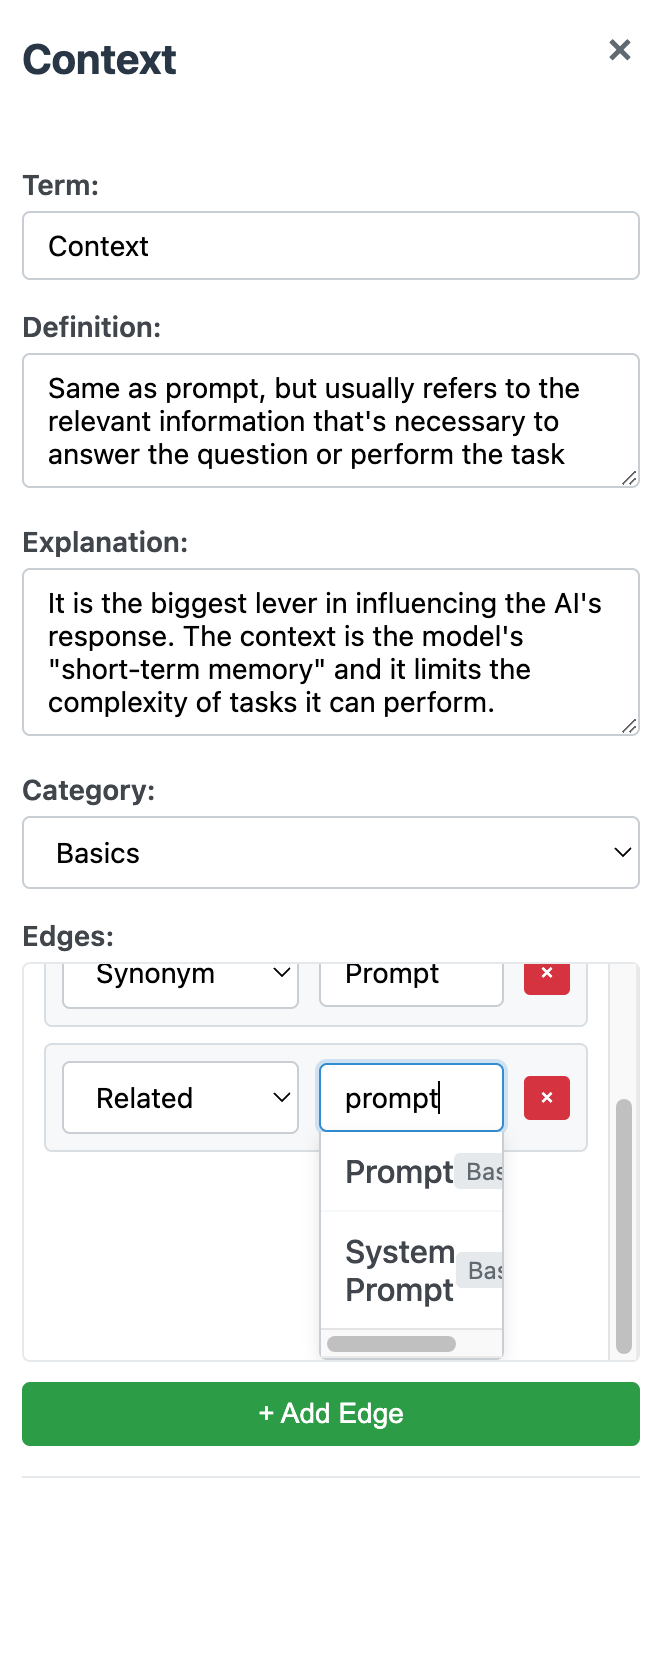 Context
×
Term:
Context
Definition:
Same as prompt, but usually refers to the
relevant information that's necessary to
answer the question or perform the task
Explanation:
It is the biggest lever in influencing the AI's
response. The context is the model's
"short-term memory" and it limits the
complexity of tasks it can perform.
Category:
Basics
Edges:
Synonym Prompt ×
Related prompt ×
Prompt Bas
System Bas
Prompt
+ Add Edge